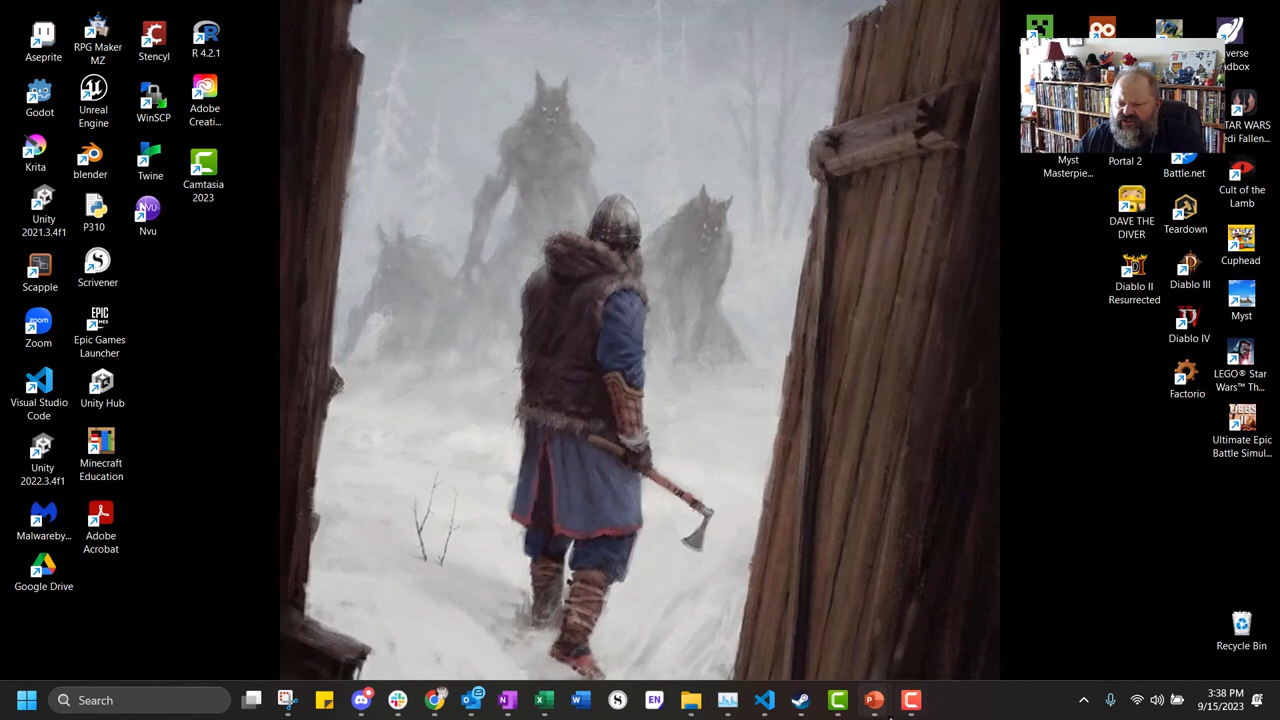 Aseprite
RPG Maker
MZ
Stencyl
R 4.2.1
Godot
Unreal
Engine
WinSCP
Adobe
Creati...
Krita
blender
Twine
Camtasia
2023
Unity
2021.3.4f1
P310
Nvu
Scapple
Scrivener
Zoom
Epic Games
Launcher
Visual Studio
Code
Unity Hub
Unity
2022.3.4f1
Minecraft
Education
Malwareby...
Adobe
Acrobat
Google Drive
Myst
Masterpie...
Portal 2
Battle.net
Cult of the
Lamb
DAVE THE
DIVER
Teardown
Cuphead
Diablo II
Resurrected
Diablo III
Myst
Diablo IV
LEGO® Star
Wars™ Th...
Factorio
Ultimate Epic
Battle Simul...
Recycle Bin
Search
EN
3:38 PM
9/15/2023